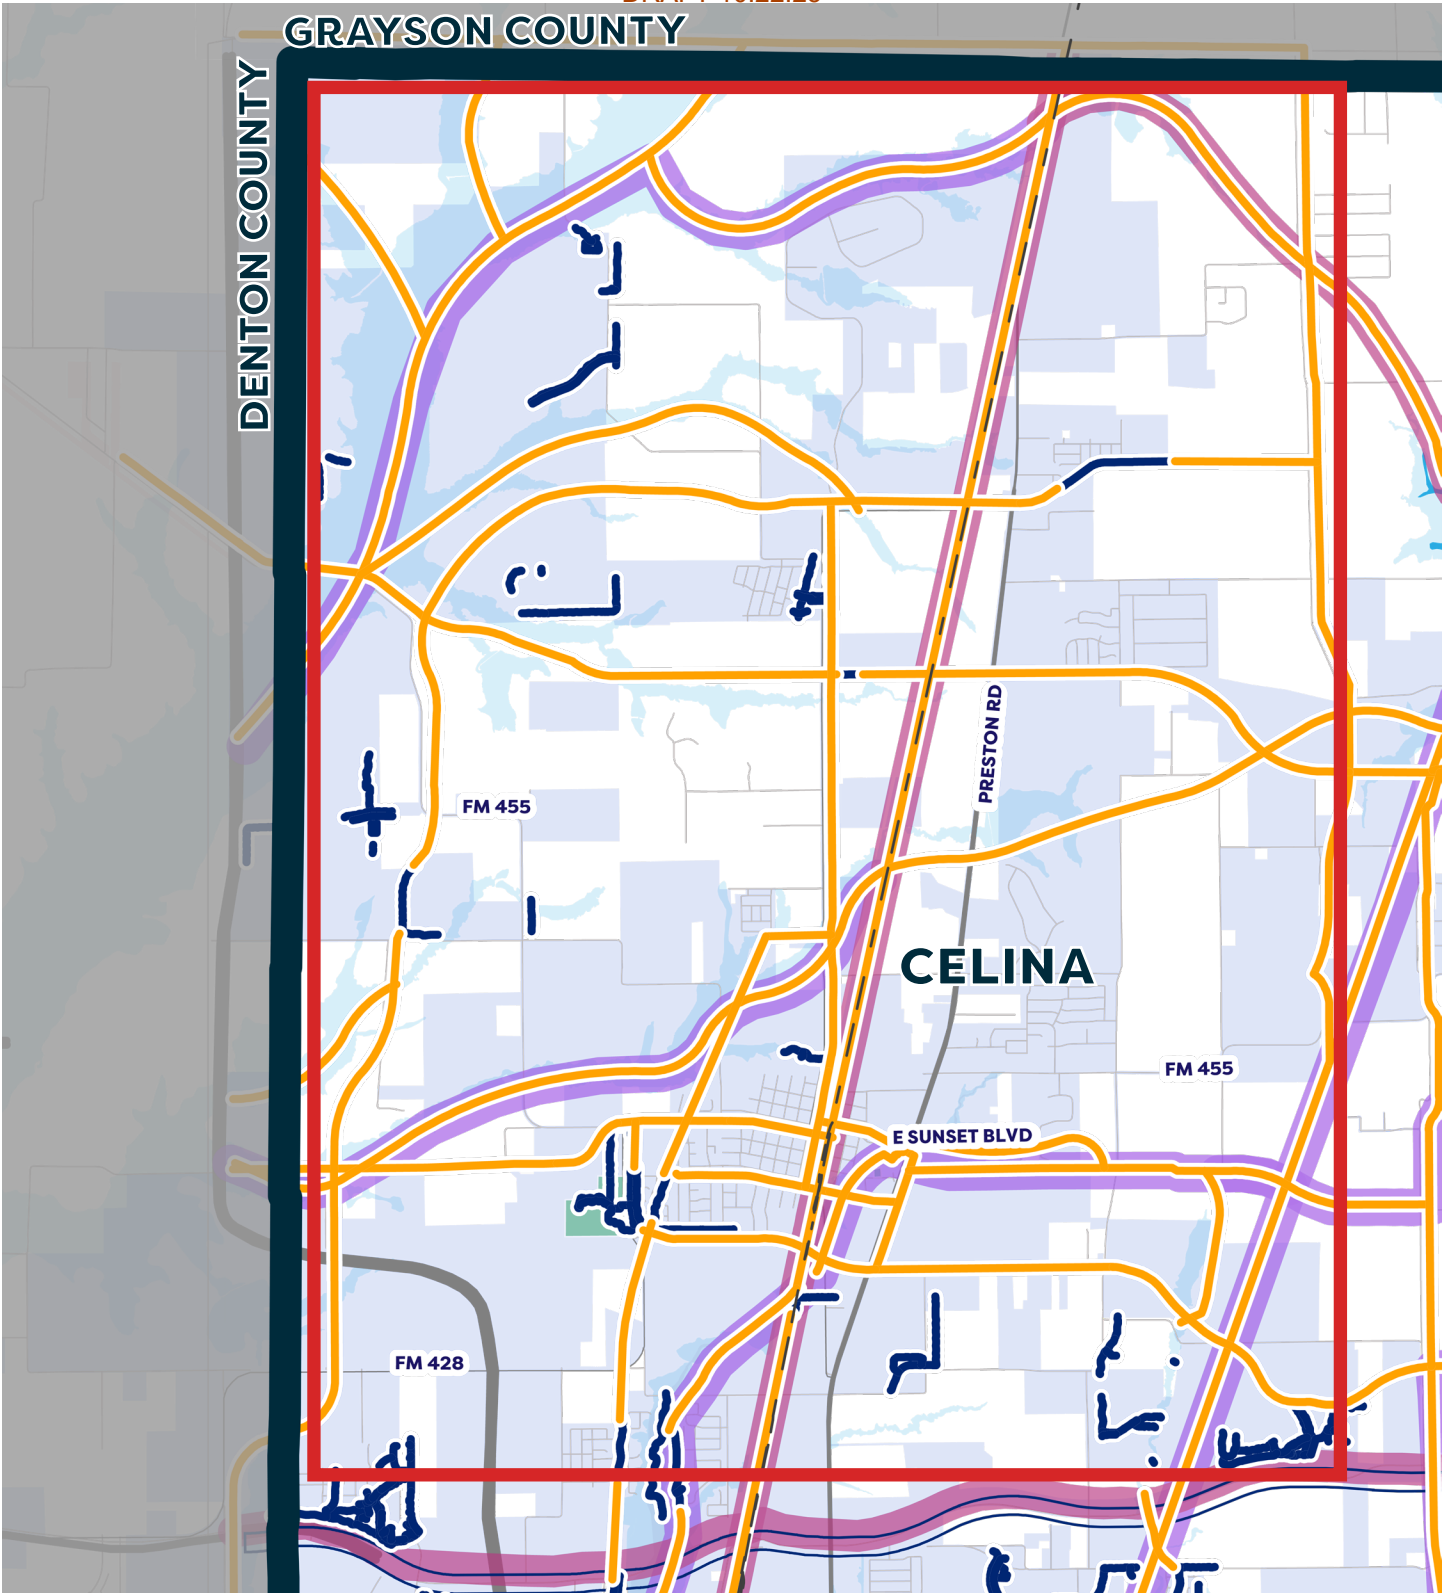 GRAYSON COUNTY
DENTON COUNTY
PRESTON RD
FM 455
CELINA
FM 455
E SUNSET BLVD
FM 428